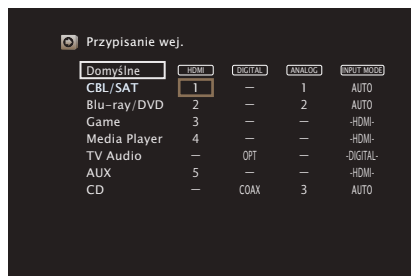 Przypisanie wej.
Domyślne HDMI DIGITAL ANALOG INPUT MODE
CBL/SAT 1 — 1 AUTO
Blu-ray/DVD 2 — 2 AUTO
Game 3 — — -HDMI-
Media Player 4 — — -HDMI-
TV Audio — OPT — -DIGITAL-
AUX 5 — — -HDMI-
CD — COAX 3 AUTO